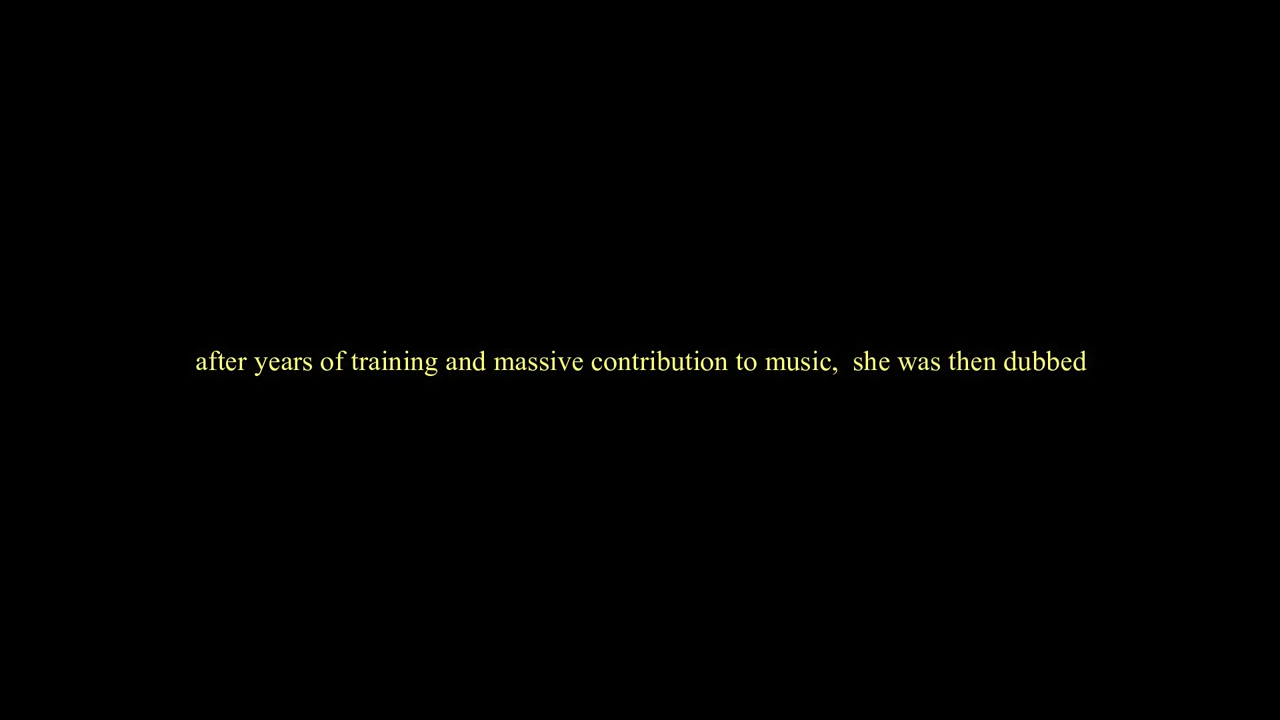 after years of training and massive contribution to music,  she was then dubbed